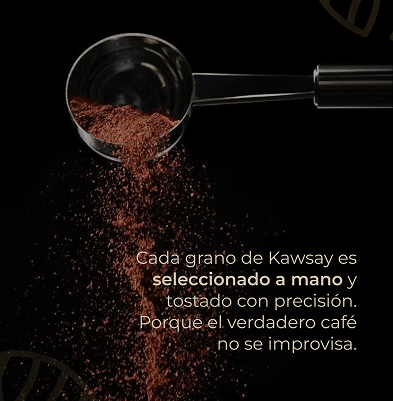 Cada grano de Kawsay es
seleccionado a mano y
tostado con precisión.
Porque el verdadero café
no se improvisa.